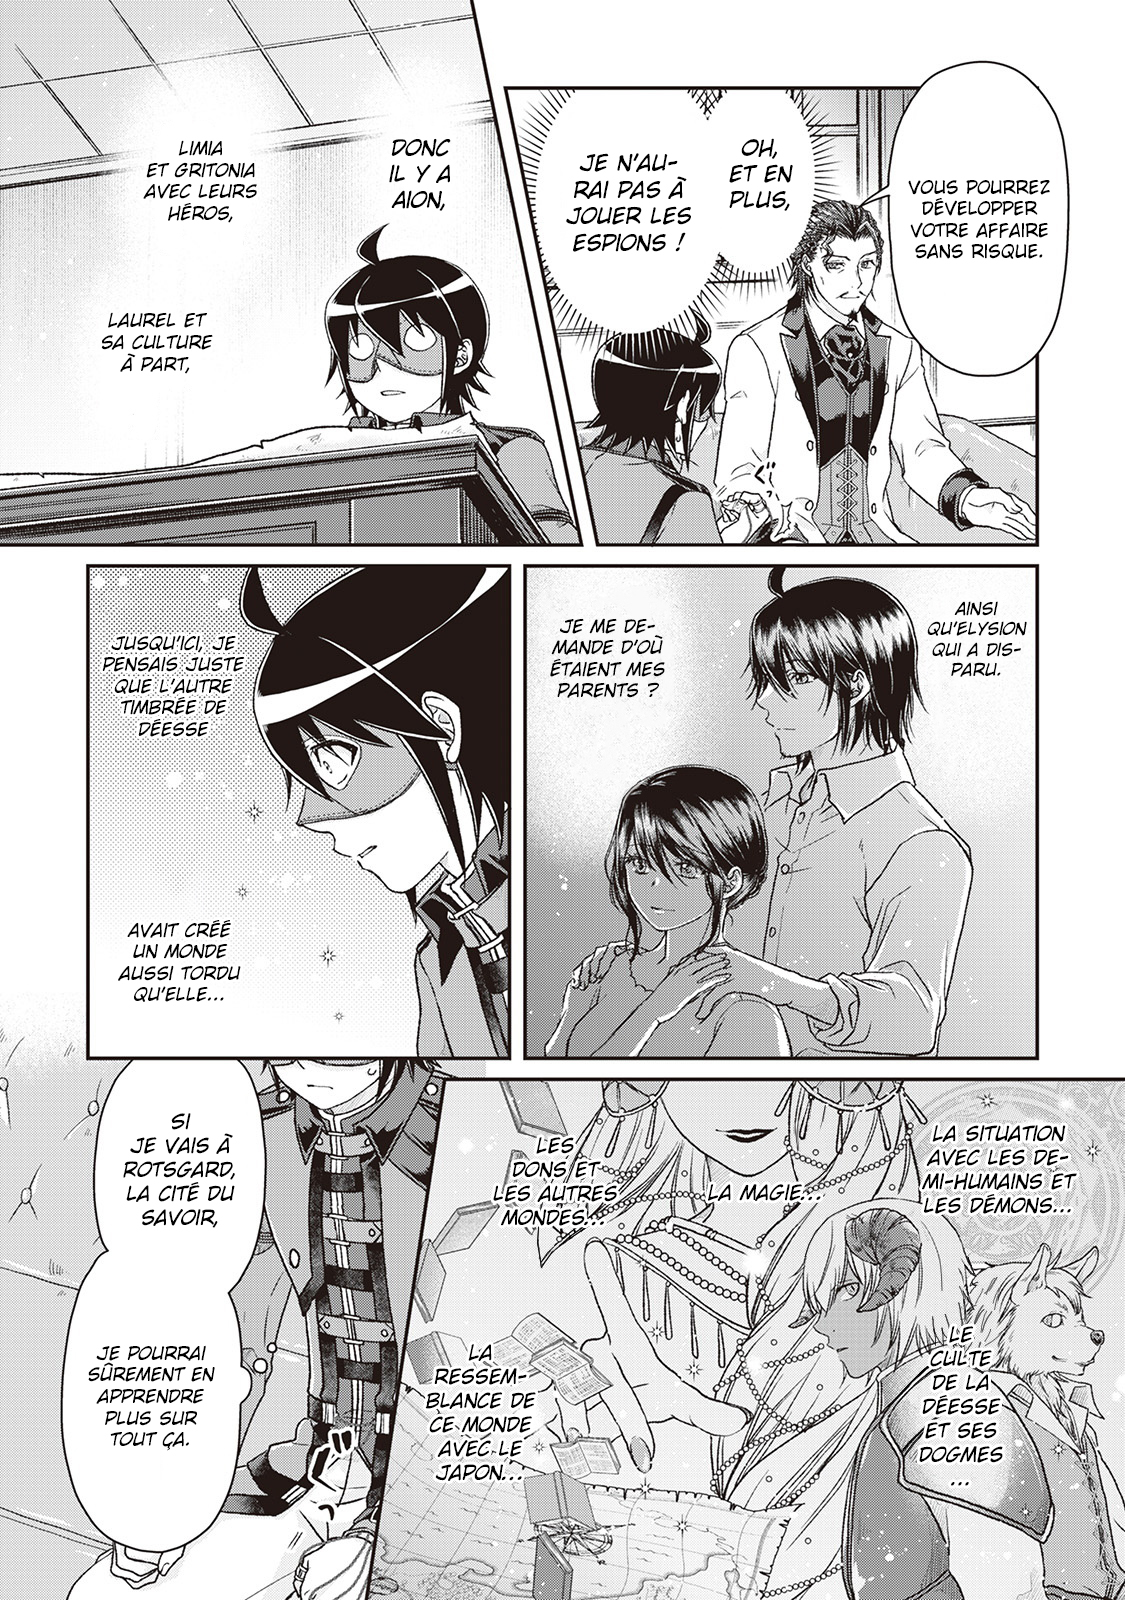 VOUS POURREZ
DÉVELOPPER
VOTRE AFFAIRE
SANS RISQUE.
OH,
ET EN
PLUS,
JE N'AU-
RAI PAS À
JOUER LES
ESPIONS !
DONC
IL Y A
AION,
LIMIA
ET GRITONIA
AVEC LEURS
HÉROS,
LAUREL ET
SA CULTURE
À PART,
AINSI
QU'ELYSION
QUI A DIS-
PARU.
JE ME DE-
MANDE D'OÙ
ÉTAIENT MES
PARENTS ?
JUSQU'ICI, JE
PENSAIS JUSTE
QUE L'AUTRE
TIMBRÉE DE
DÉESSE
AVAIT CRÉÉ
UN MONDE
AUSSI TORDU
QU'ELLE...
LA SITUATION
AVEC LES DE-
MI-HUMAINS ET
LES DÉMONS...
LA MAGIE...
LES
DONS ET
LES AUTRES
MONDES...
LE
CULTE
DE LA
DÉESSE
ET SES
DOGMES
...
LA
RESSEM-
BLANCE DE
CE MONDE
AVEC LE
JAPON...
SI
JE VAIS À
ROTSGARD,
LA CITÉ DU
SAVOIR,
JE POURRAI
SÛREMENT EN
APPRENDRE
PLUS SUR
TOUT ÇA.